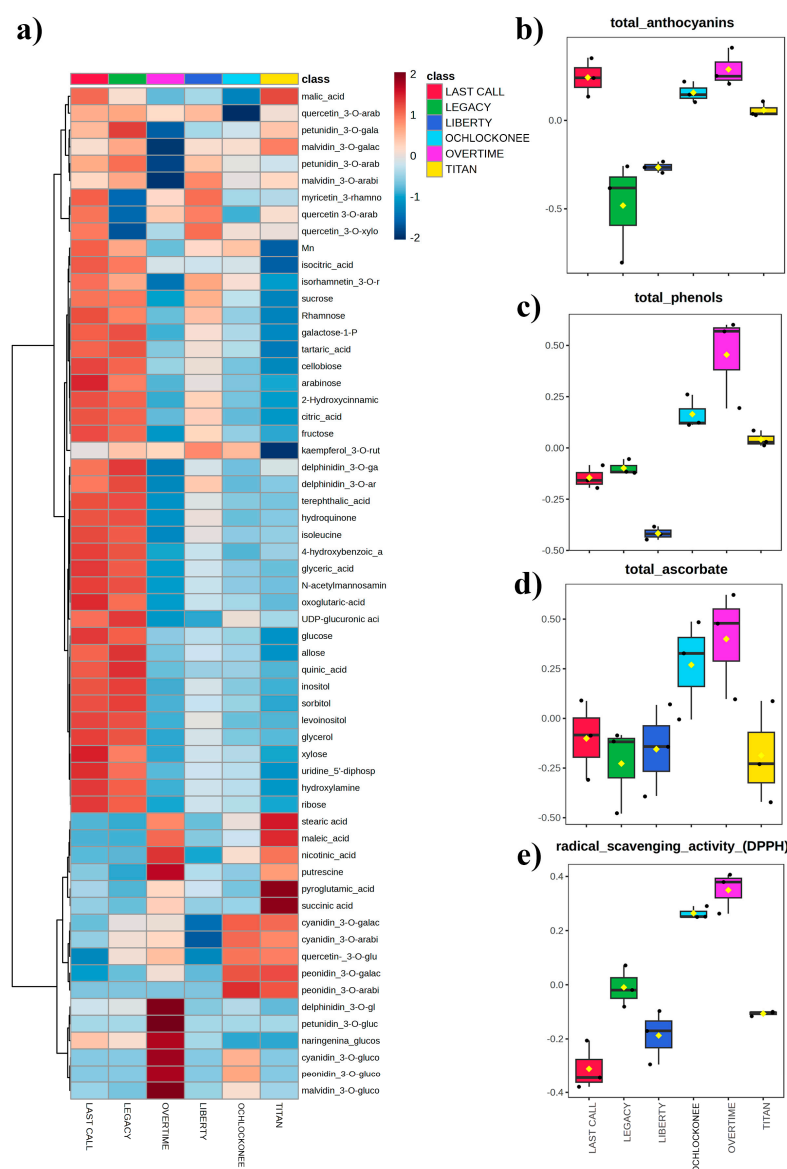 a)
class
malic_acid
quercetin_3-O-arab
petunidin_3-O-gala
malvidin_3-O-galac
petunidin_3-O-arab
malvidin_3-O-arabi
myricetin_3-rhamno
quercetin 3-O-arab
quercetin_3-O-xylo
Mn
isocitric_acid
isorhamnetin_3-O-r
sucrose
Rhamnose
galactose-1-P
tartaric_acid
cellobiose
arabinose
2-Hydroxycinnamic
citric_acid
fructose
kaempferol_3-O-rut
delphinidin_3-O-ga
delphinidin_3-O-ar
terephthalic_acid
hydroquinone
isoleucine
4-hydroxybenzoic_a
glyceric_acid
N-acetylmannosamin
oxoglutaric-acid
UDP-glucuronic aci
glucose
allose
quinic_acid
inositol
sorbitol
levoinositol
glycerol
xylose
uridine_5'-diphosp
hydroxylamine
ribose
stearic acid
maleic_acid
nicotinic_acid
putrescine
pyroglutamic_acid
succinic acid
cyanidin_3-O-galac
cyanidin_3-O-arabi
quercetin-_3-O-glu
peonidin_3-O-galac
peonidin_3-O-arabi
delphinidin_3-O-gl
petunidin_3-O-gluc
naringenina_glucos
cyanidin_3-O-gluco
peonidin_3-O-gluco
malvidin_3-O-gluco
LAST CALL
LEGACY
OVERTIME
LIBERTY
OCHLOCKONEE
TITAN
2
1
0
-1
-2
class
LAST CALL
LEGACY
LIBERTY
OCHLOCKONEE
OVERTIME
TITAN
b)
total_anthocyanins
0.0
-0.5
c)
total_phenols
0.50
0.25
0.00
-0.25
-0.50
d)
total_ascorbate
0.50
0.25
0.00
-0.25
-0.50
e)
radical_scavenging_activity_(DPPH)
0.4
0.2
0.0
-0.2
-0.4
LAST CALL
LEGACY
LIBERTY
OCHLOCKONEE
OVERTIME
TITAN